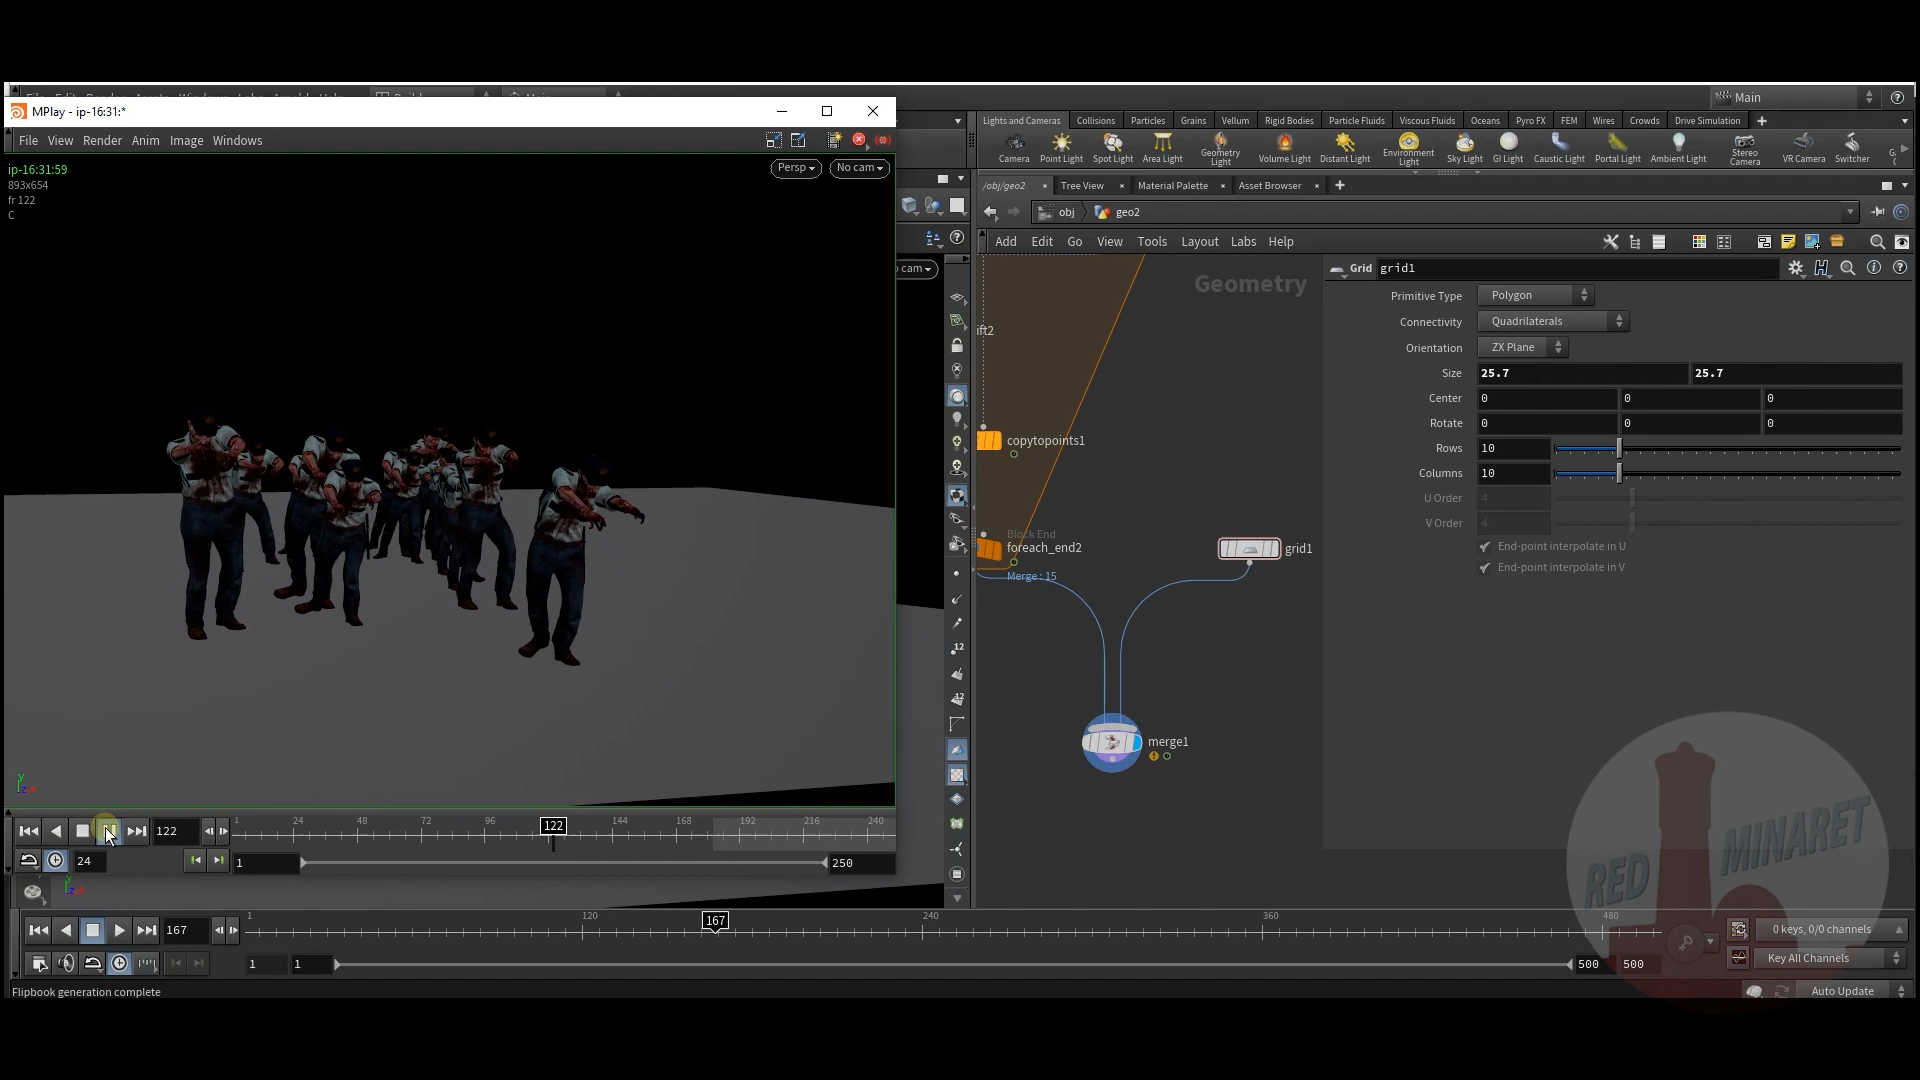 MPlay - ip-16:31:*
Main
File View Render Anim Image Windows
ip-16:31:59
893x654
fr 122
C
Persp
No cam
Lights and Cameras Collisions Particles Grains Vellum Rigid Bodies Particle Fluids Viscous Fluids Oceans Pyro FX FEM Wires Crowds Drive Simulation
Camera Point Light Spot Light Area Light Geometry Light Volume Light Distant Light Environment Light Sky Light GI Light Caustic Light Portal Light Ambient Light Stereo Camera VR Camera Switcher
/obj/geo2 Tree View Material Palette Asset Browser
obj geo2
Add Edit Go View Tools Layout Labs Help
cam
Geometry
Grid grid1
Primitive Type Polygon
Connectivity Quadrilaterals
Orientation ZX Plane
Size 25.7 25.7
Center 0 0 0
Rotate 0 0 0
Rows 10
Columns 10
U Order 4
V Order 4
End-point interpolate in U
End-point interpolate in V
ift2
copytopoints1
Block End
foreach_end2
Merge : 15
grid1
merge1
12
12
122
1 24 48 72 96 122 144 168 192 216 240
24
1 250
RED MINARET
167
1 120 167 240 360 480
1 1 500 500
0 keys, 0/0 channels
Key All Channels
Flipbook generation complete
Auto Update